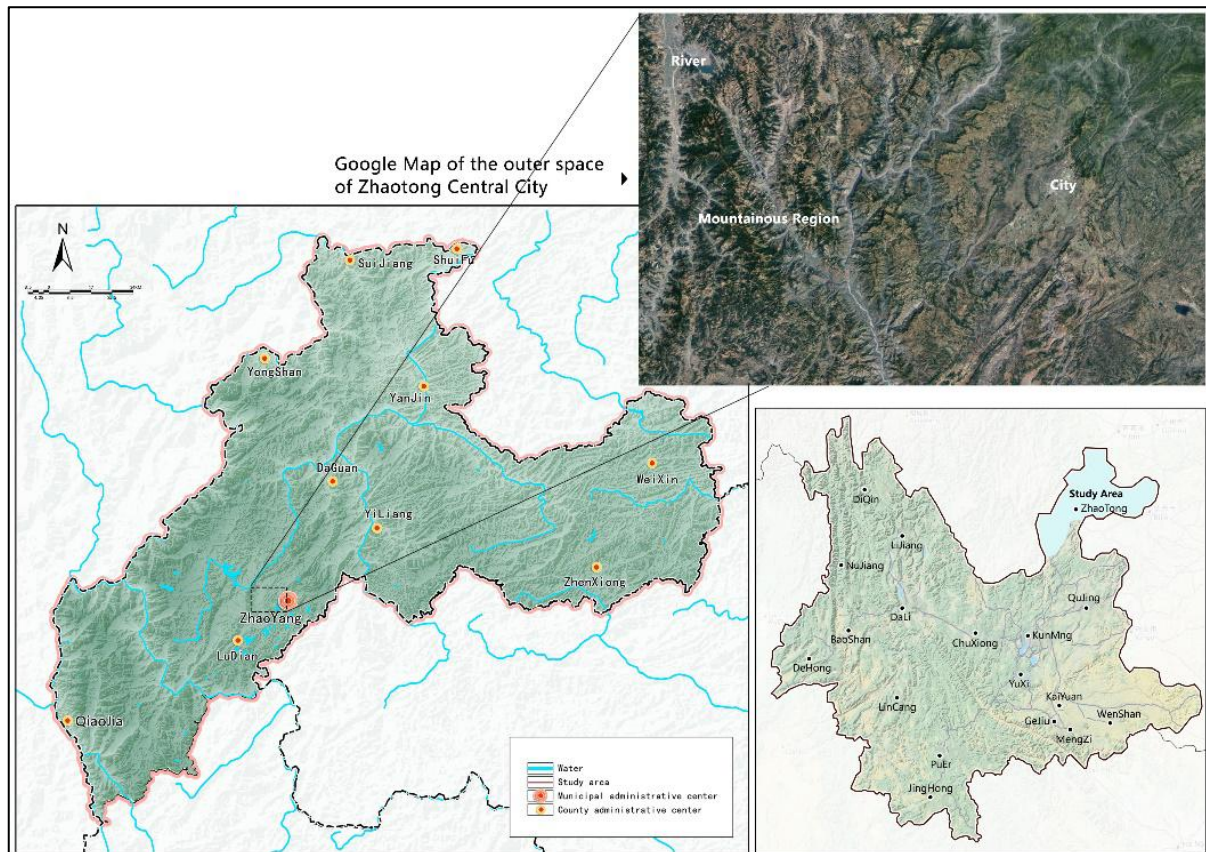 River
City
Mountainous Region
Google Map of the outer space
of Zhaotong Central City
N
SuiJiang
ShuiFu
YongShan
YanJin
DaGuan
WeiXin
YiLiang
ZhenXiong
ZhaoYang
LuDian
QiaoJia
Water
Study area
Municipal administrative center
County administrative center
Study Area
ZhaoTong
DiQin
LiJiang
NuJiang
DaLi
QuJing
BaoShan
ChuXiong
KunMng
DeHong
YuXi
LinCang
KaiYuan
GeJiu
WenShan
MengZi
PuEr
JingHong